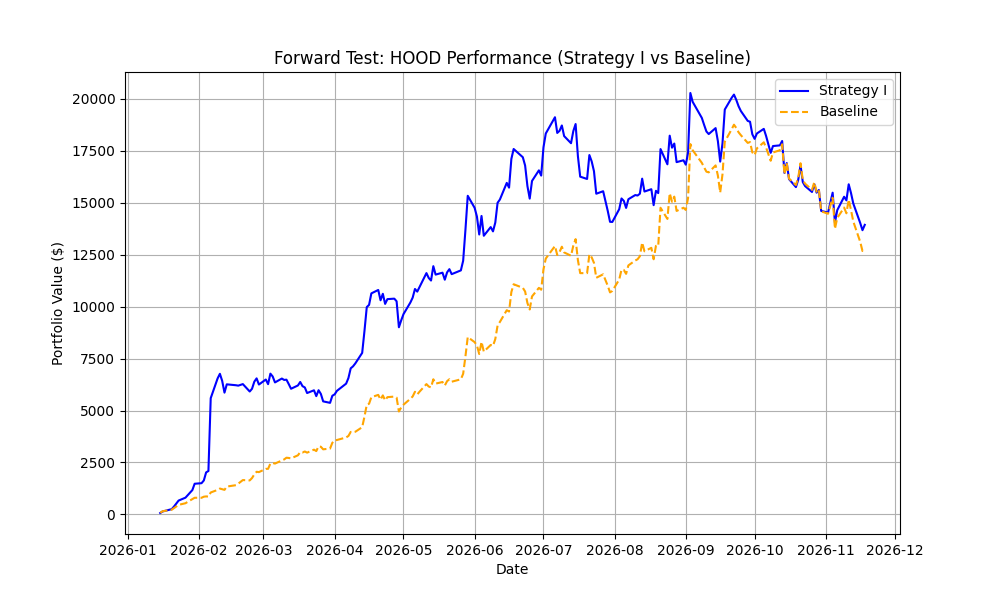 Forward Test: HOOD Performance (Strategy I vs Baseline)
Strategy I
Baseline
Portfolio Value ($)
20000
17500
15000
12500
10000
7500
5000
2500
0
2026-01 2026-02 2026-03 2026-04 2026-05 2026-06 2026-07 2026-08 2026-09 2026-10 2026-11 2026-12
Date